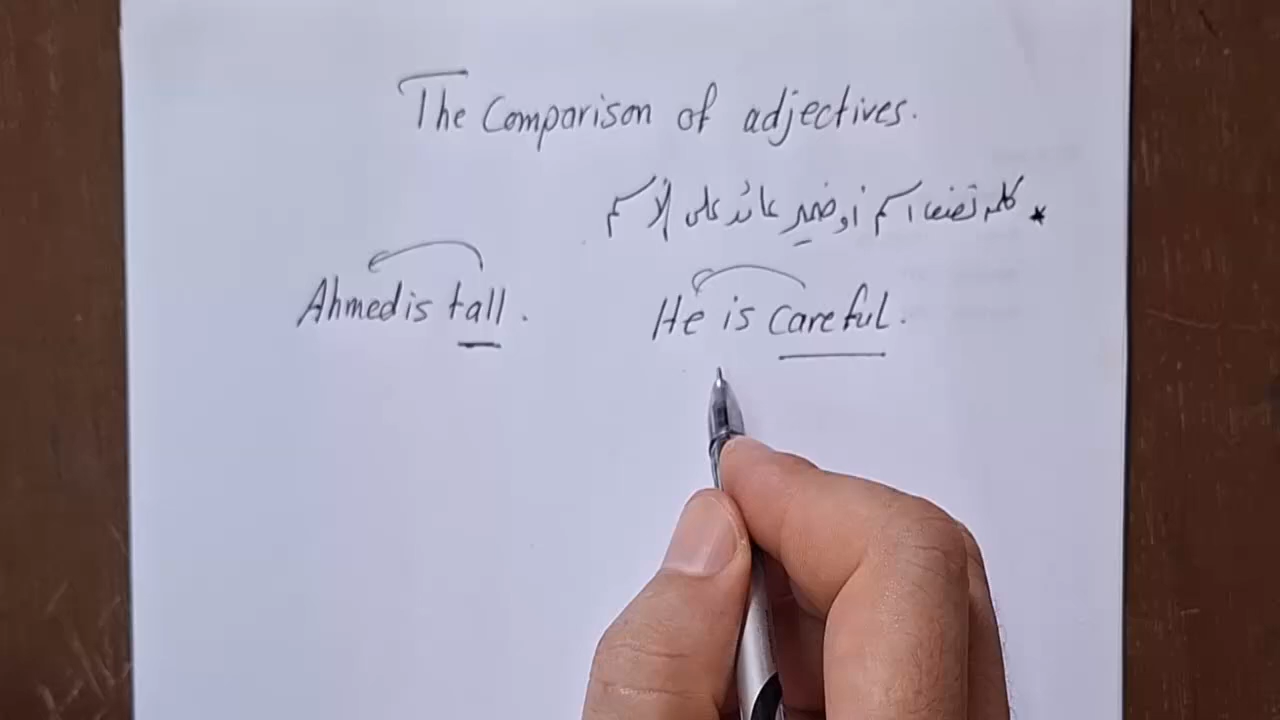 The Comparison of adjectives.
* كلمة تصف اسم أو ضمير عائد على الاسم
Ahmed is tall. He is careful.